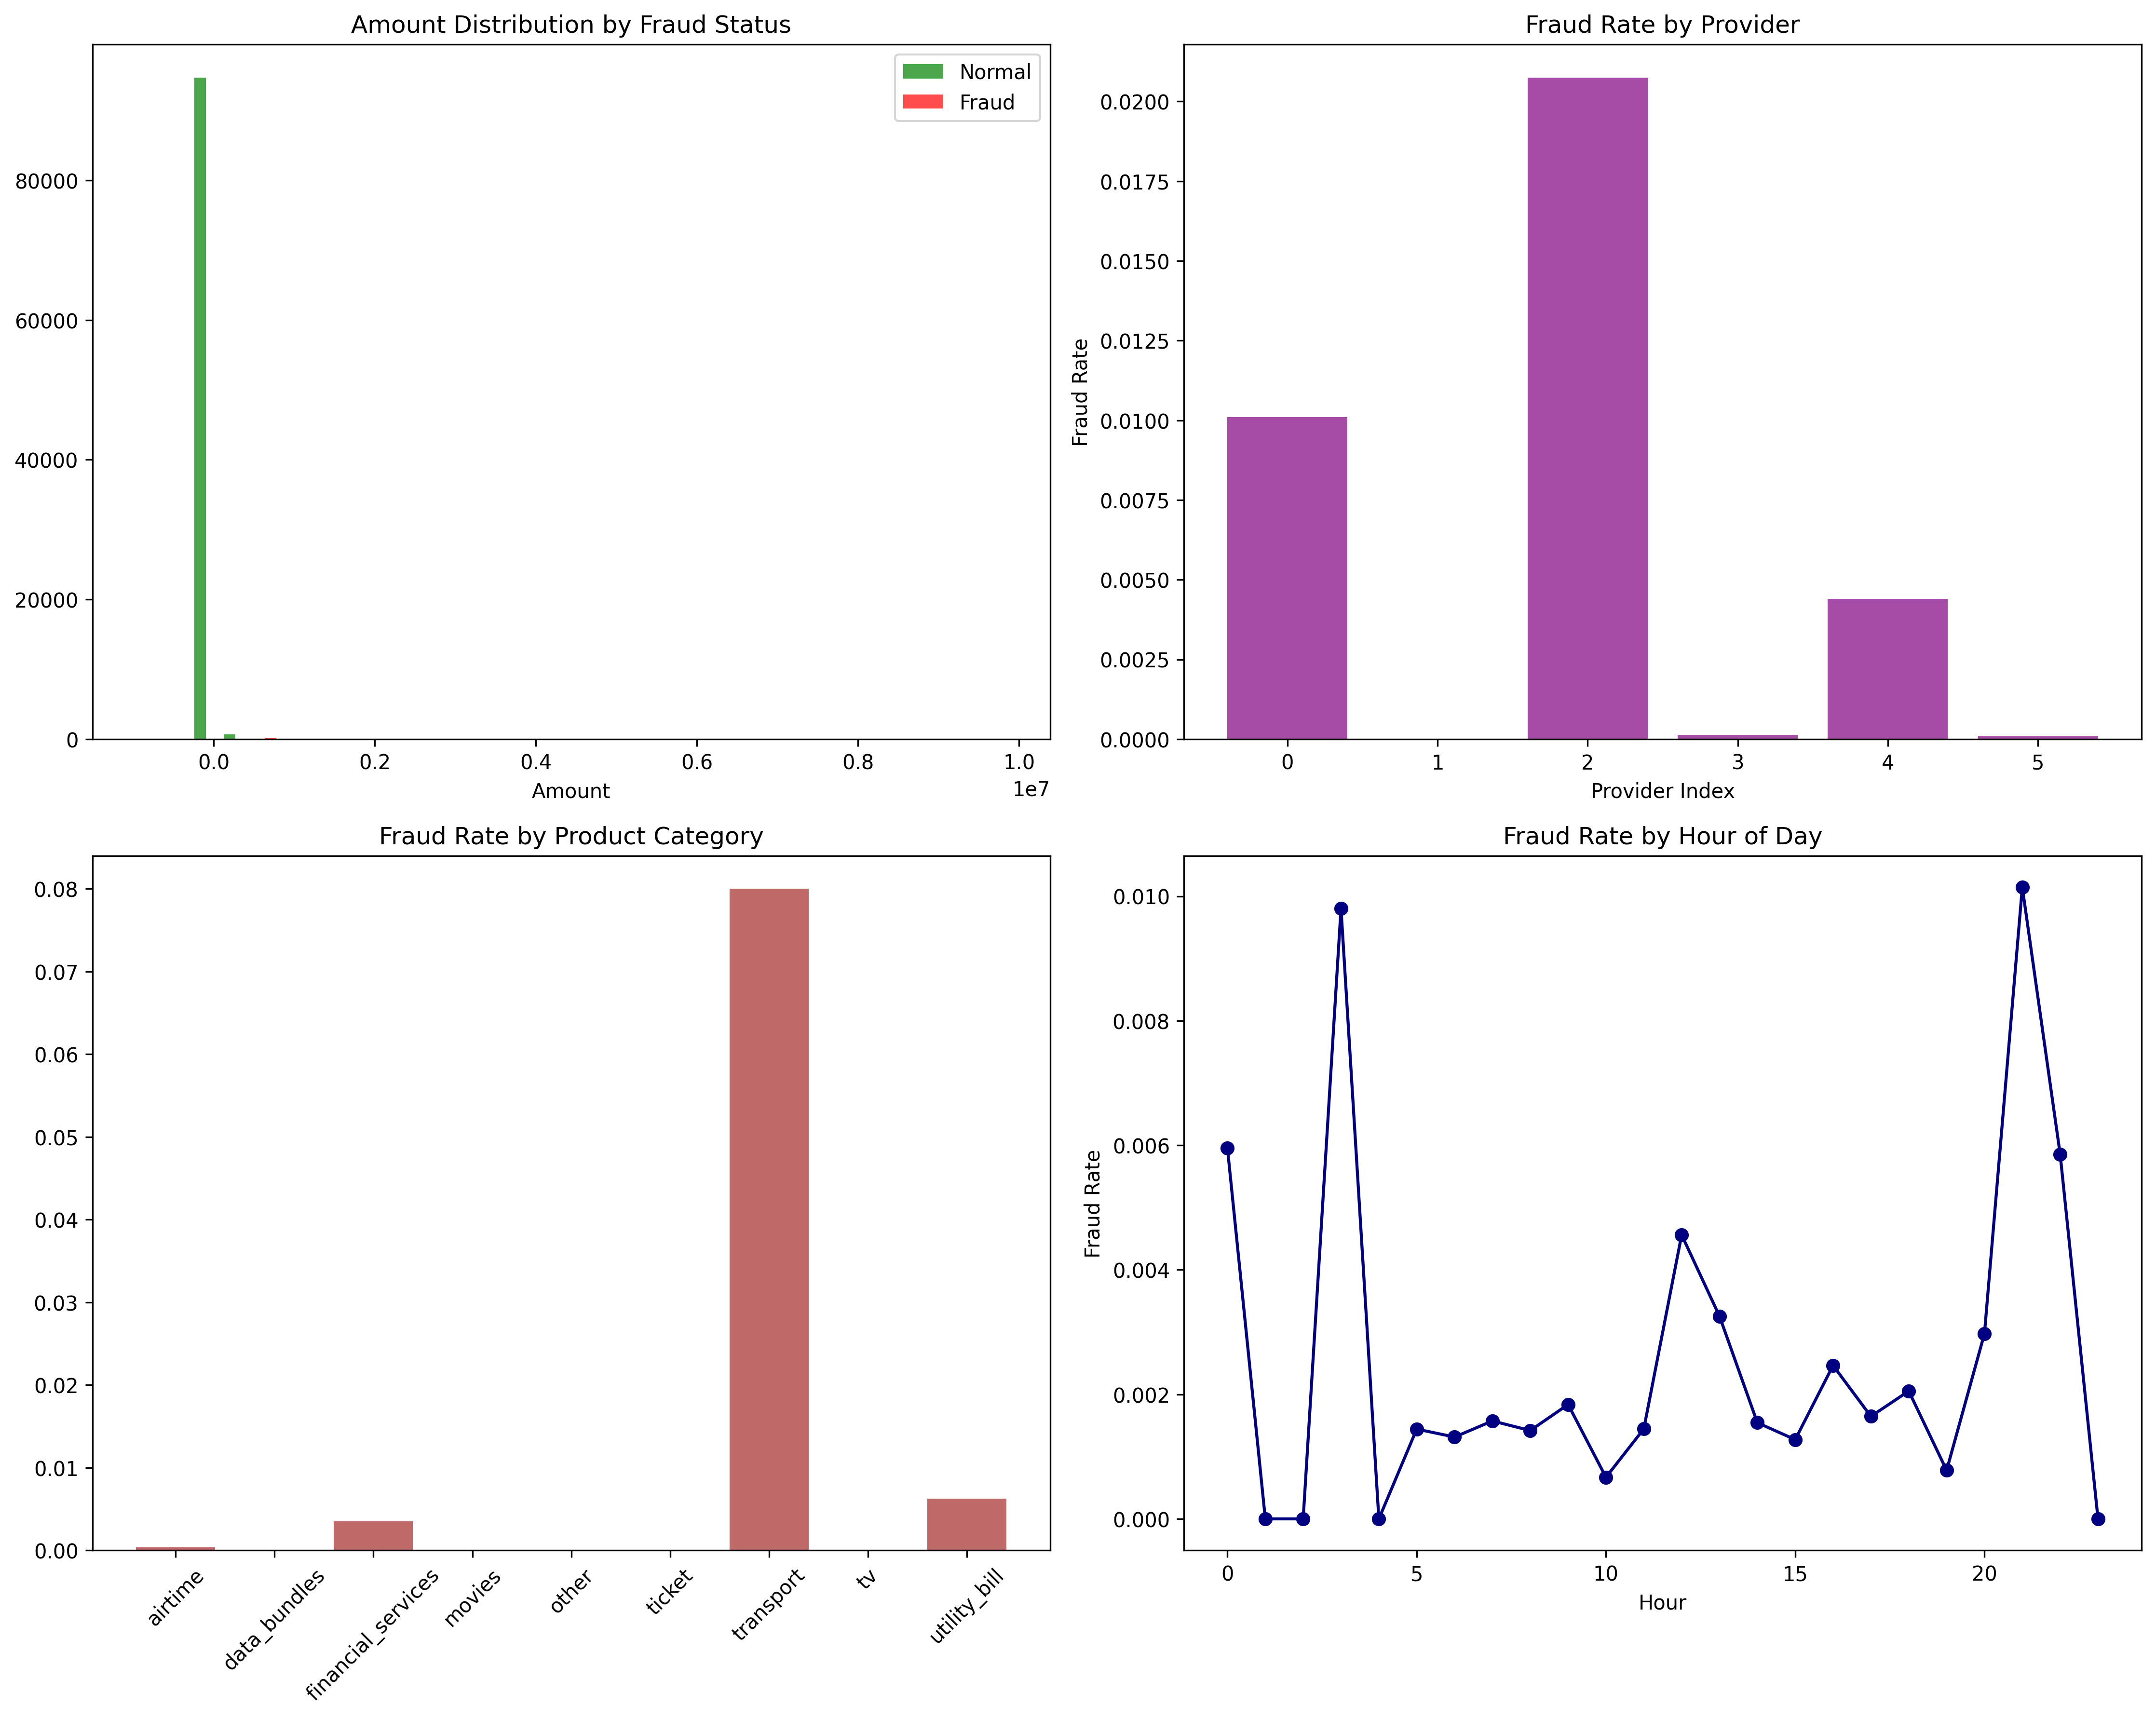 Amount Distribution by Fraud Status
Normal
Fraud
80000
60000
40000
20000
0
0.0 0.2 0.4 0.6 0.8 1.0
1e7
Amount
Fraud Rate by Provider
Fraud Rate
0.0200
0.0175
0.0150
0.0125
0.0100
0.0075
0.0050
0.0025
0.0000
0 1 2 3 4 5
Provider Index
Fraud Rate by Product Category
0.08
0.07
0.06
0.05
0.04
0.03
0.02
0.01
0.00
airtime
data_bundles
financial_services
movies
other
ticket
transport
tv
utility_bill
Fraud Rate by Hour of Day
Fraud Rate
0.010
0.008
0.006
0.004
0.002
0.000
0 5 10 15 20
Hour